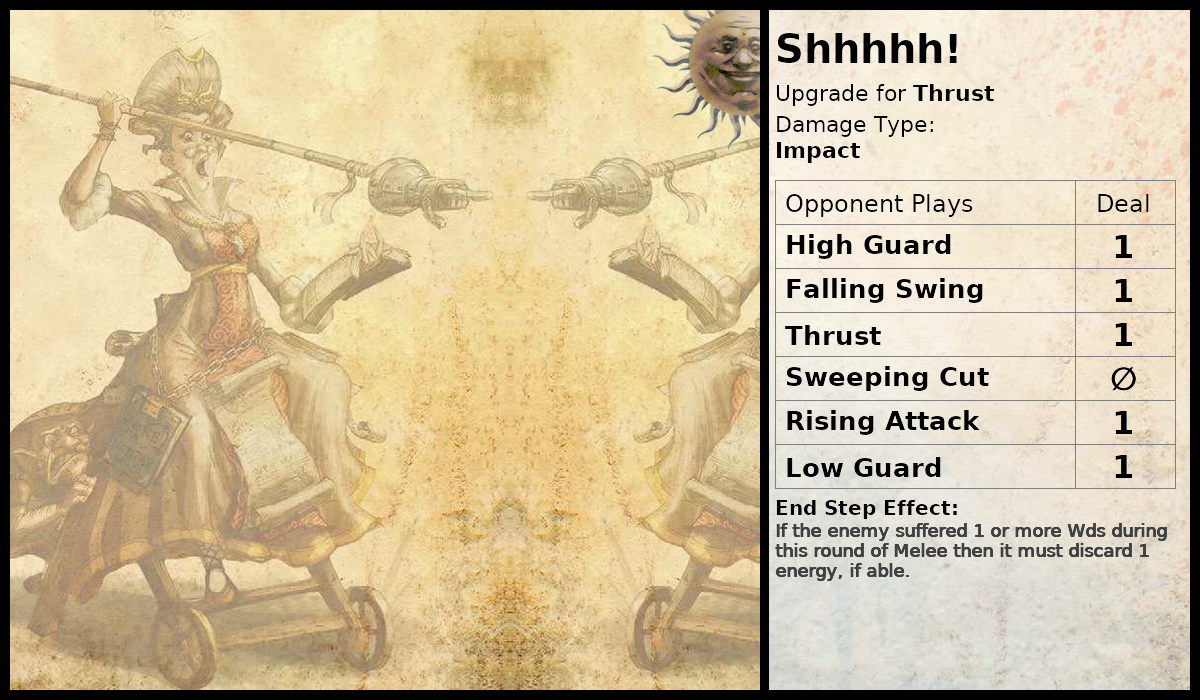 Shhhhh!
Upgrade for Thrust
Damage Type:
Impact
Opponent Plays Deal
High Guard 1
Falling Swing 1
Thrust 1
Sweeping Cut ∅
Rising Attack 1
Low Guard 1
End Step Effect:
If the enemy suffered 1 or more Wds during
this round of Melee then it must discard 1
energy, if able.